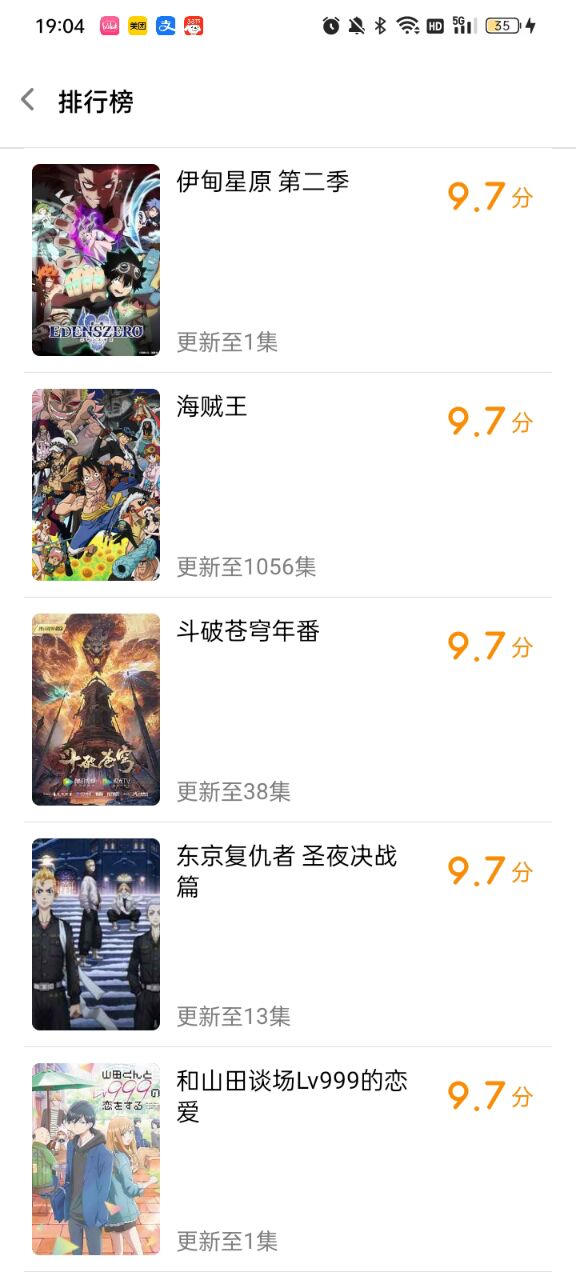 19:04
美团
HD
5G
35
排行榜
伊甸星原 第二季
9.7分
EDENSZERO
更新至1集
海贼王
9.7分
更新至1056集
斗破苍穹年番
9.7分
斗破苍穹
更新至38集
东京复仇者 圣夜决战
篇
9.7分
更新至13集
和山田谈场Lv999的恋
爱
9.7分
山田くんと
Lv999の
恋をする
更新至1集